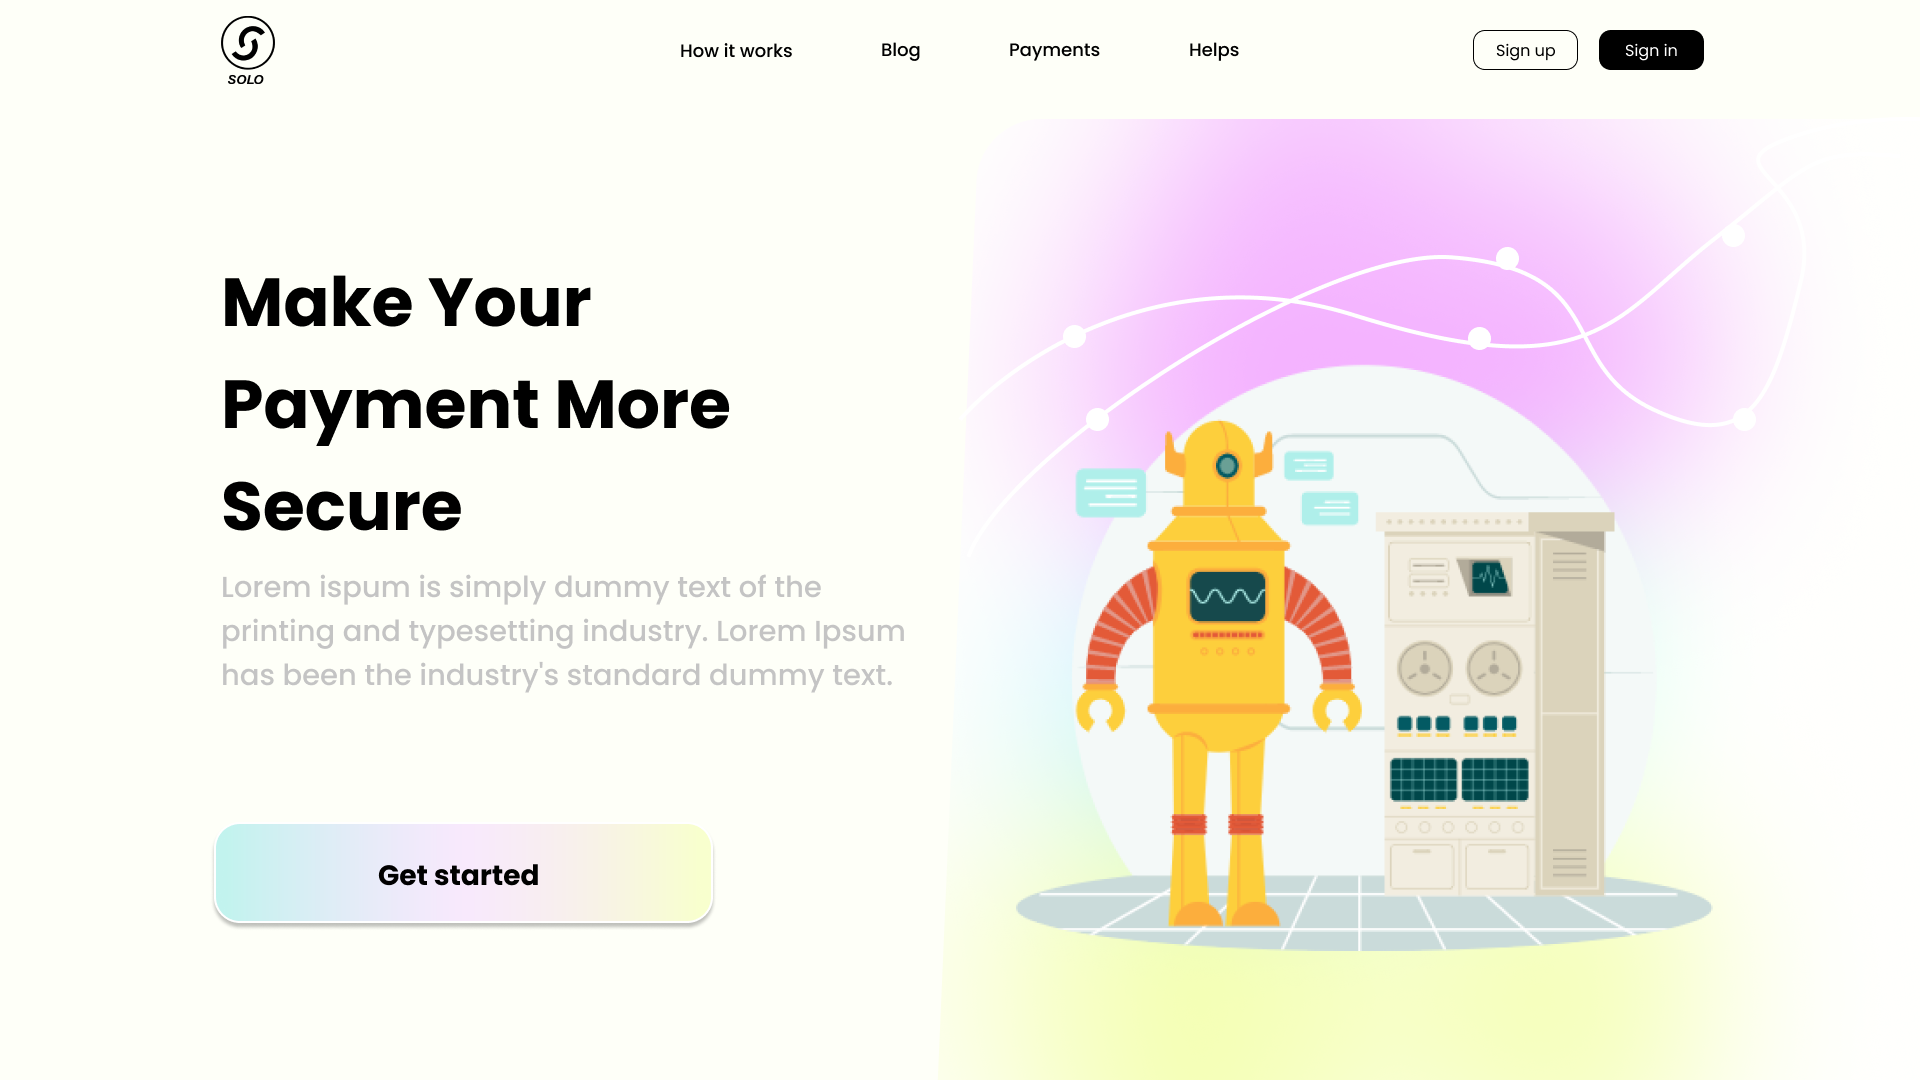 SOLO
How it works
Blog
Payments
Helps
Sign up
Sign in
Make Your
Payment More
Secure
Lorem ispum is simply dummy text of the
printing and typesetting industry. Lorem Ipsum
has been the industry's standard dummy text.
Get started